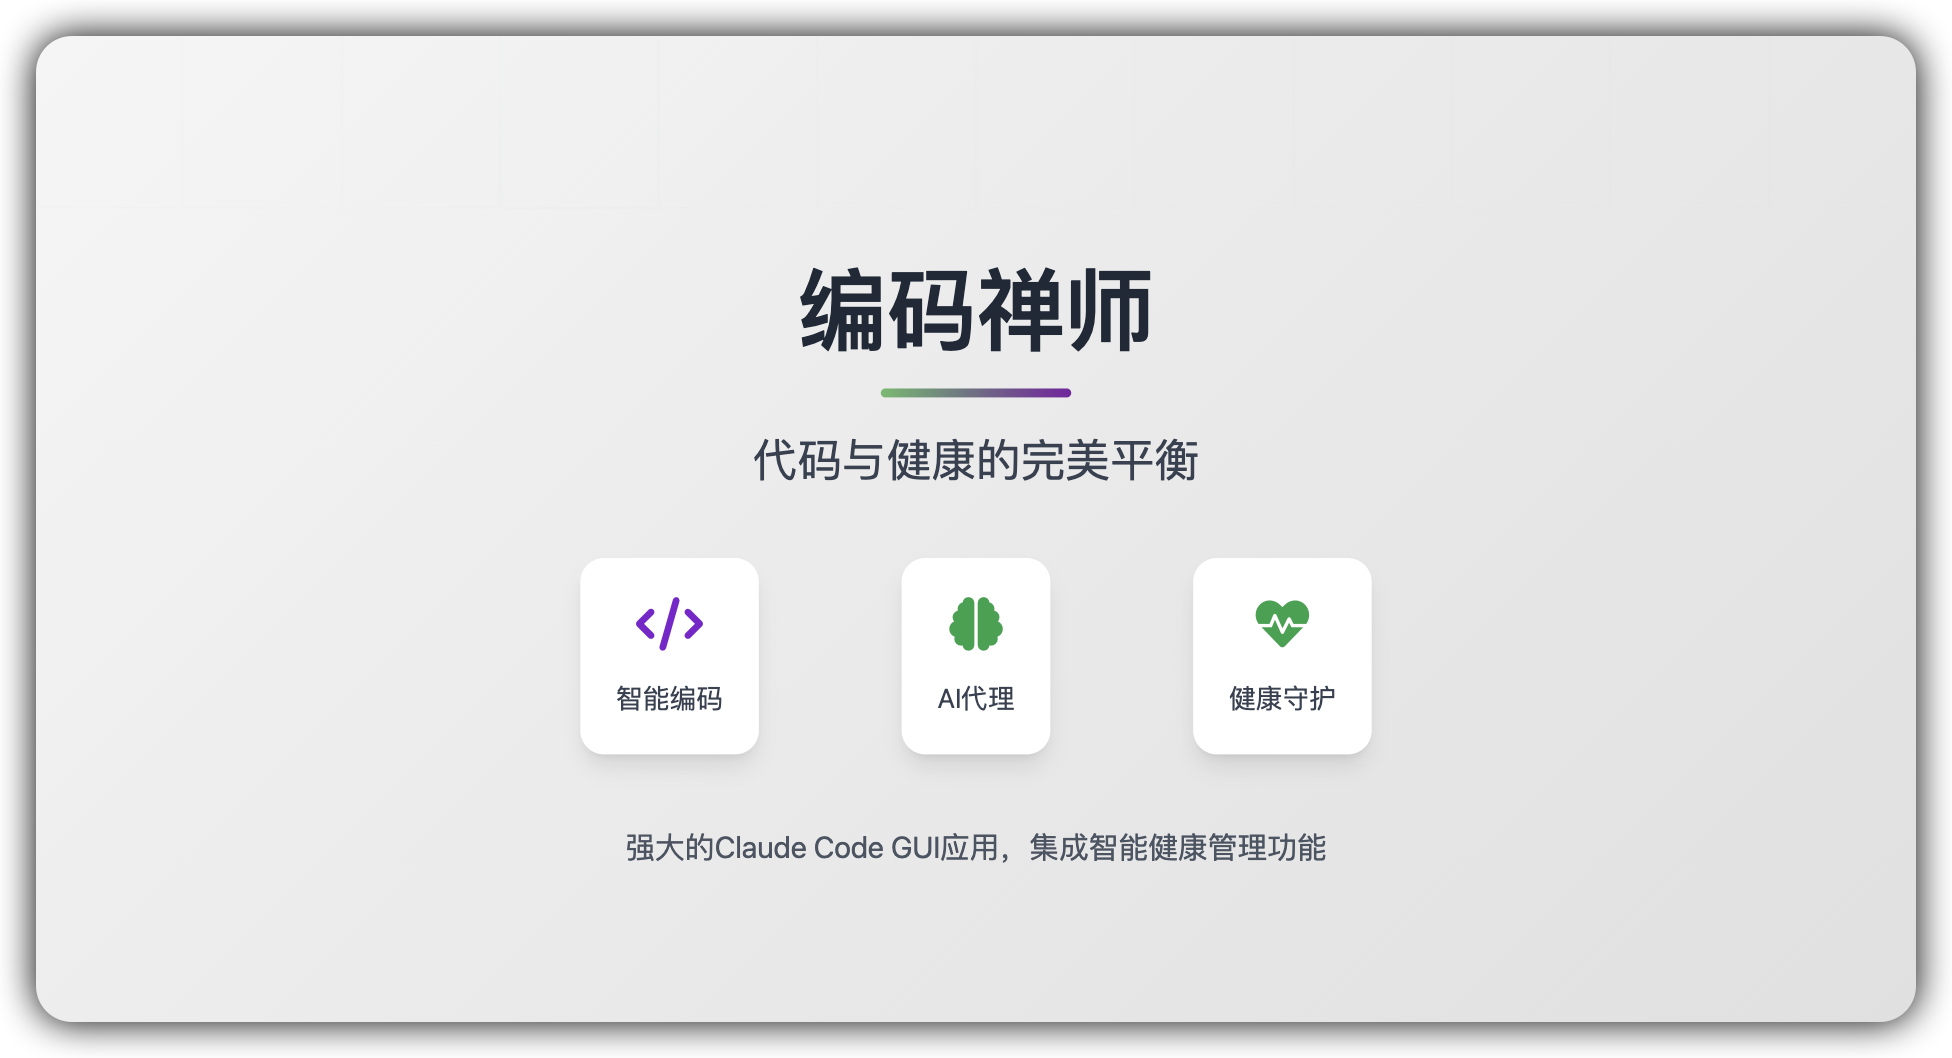 编码禅师
代码与健康的完美平衡
智能编码
AI代理
健康守护
强大的Claude Code GUI应用，集成智能健康管理功能